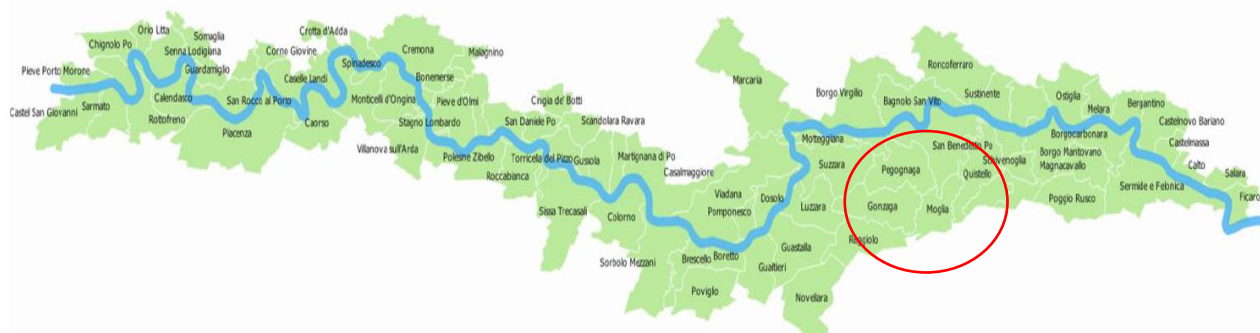 Orio Litta
Somaglia
Chignolo Po
Senna Lodigiana
Corno Giovine
Crotta d'Adda
Cremona
Malagnino
Pieve Porto Morone
Guardamiglio
Caselle Landi
Spinadesco
Bonemerse
Castel San Giovanni
Sarmato
Calendasco
San Rocco al Porto
Monticelli d'Ongina
Pieve d'Olmi
Rottofreno
Piacenza
Caorso
Stagno Lombardo
San Daniele Po
Cingia de' Botti
Scandolara Ravara
Villanova sull'Arda
Polesine Zibello
Torricella del Pizzo
Gussola
Martignana di Po
Roccabianca
Casalmaggiore
Sissa Trecasali
Colorno
Sorbolo Mezzani
Viadana
Pomponesco
Dosolo
Brescello
Boretto
Poviglio
Gualtieri
Guastalla
Novellara
Luzzara
Suzzara
Reggiolo
Marcaria
Borgo Virgilio
Motteggiana
Bagnolo San Vito
Roncoferraro
Sustinente
San Benedetto Po
Pegognaga
Gonzaga
Moglia
Quistello
Schivenoglia
Ostiglia
Melara
Borgocarbonara
Borgo Mantovano
Magnacavallo
Poggio Rusco
Bergantino
Castelnovo Bariano
Castelmassa
Calto
Sermide e Felonica
Salara
Ficaro